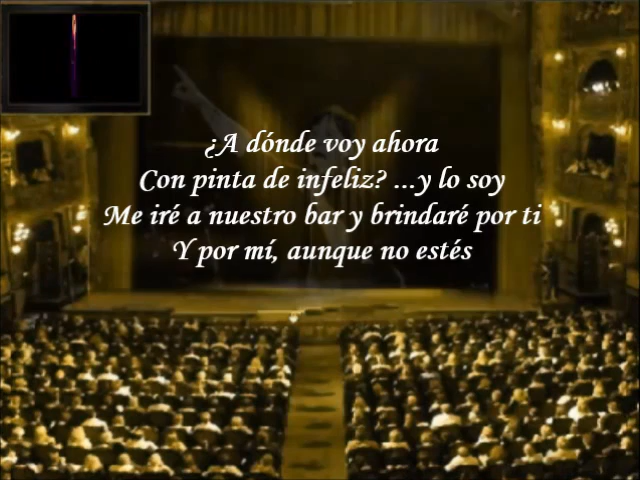 ¿A dónde voy ahora
Con pinta de infeliz? ...y lo soy
Me iré a nuestro bar y brindaré por ti
Y por mí, aunque no estés